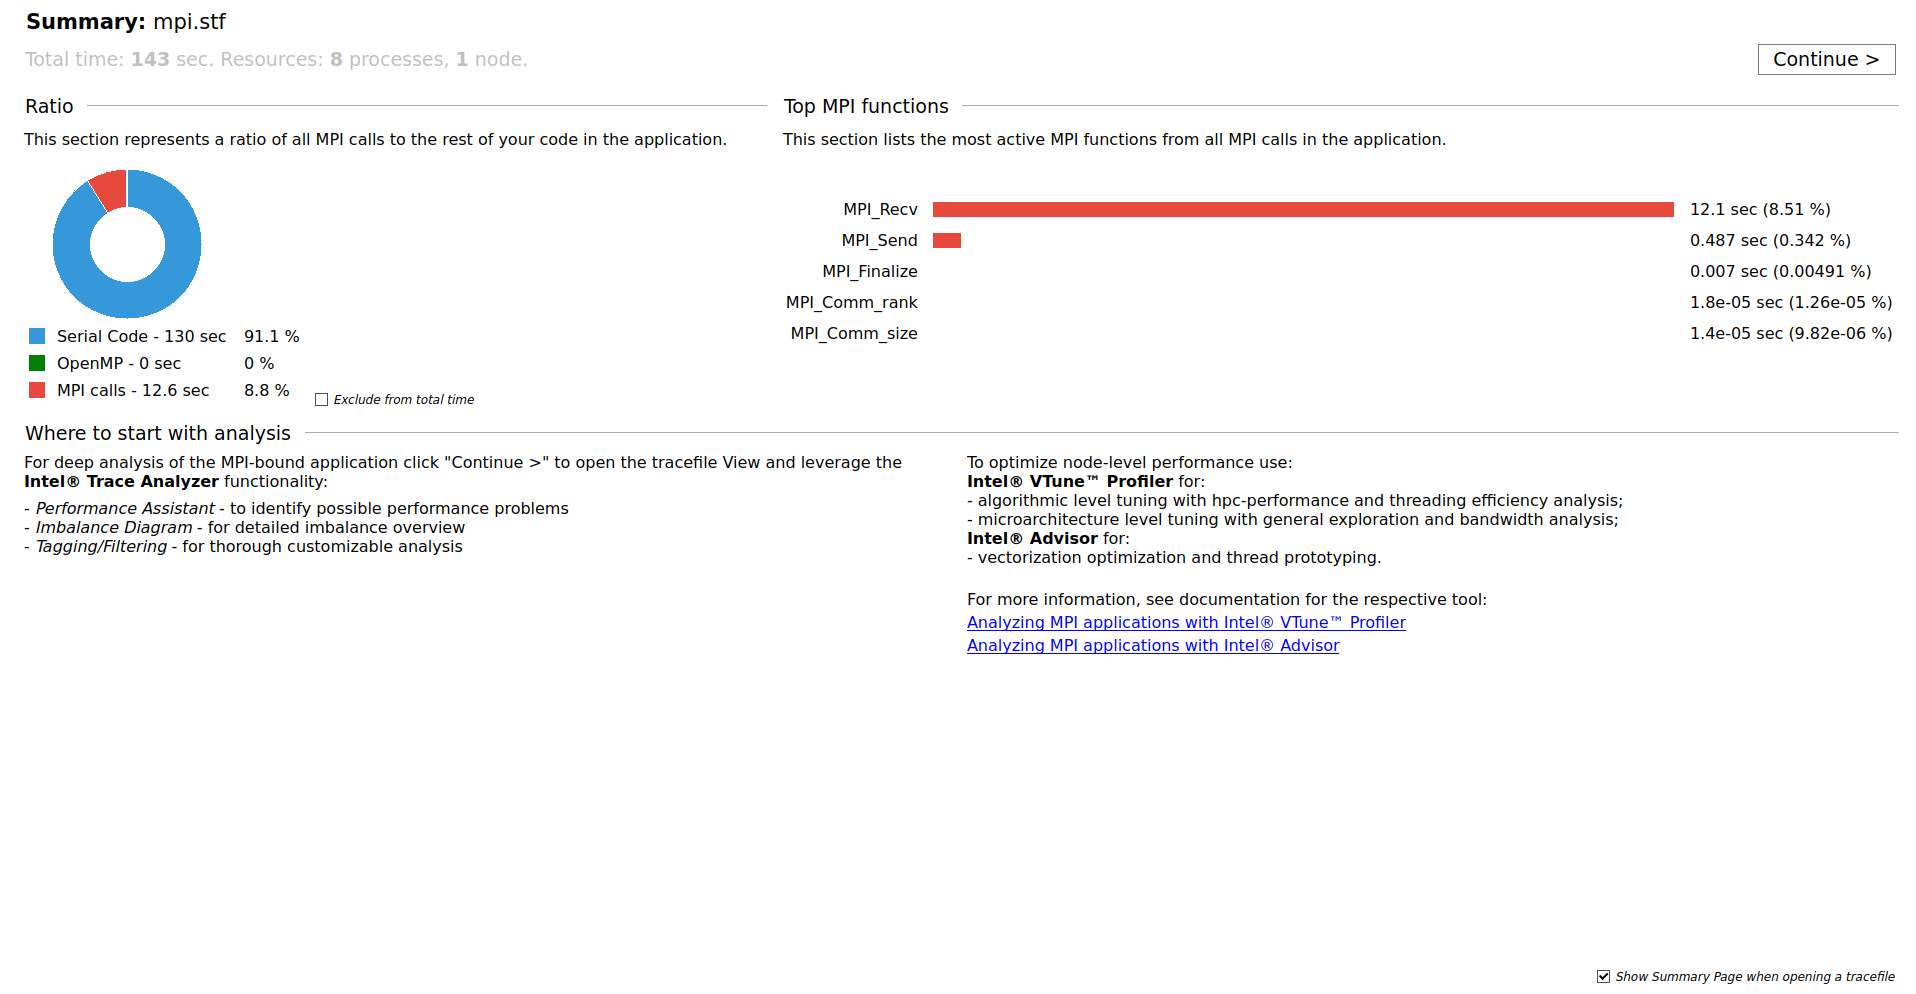 Summary: mpi.stf
Total time: 143 sec. Resources: 8 processes, 1 node.
Continue >
Ratio
This section represents a ratio of all MPI calls to the rest of your code in the application.
Serial Code - 130 sec 91.1 %
OpenMP - 0 sec 0 %
MPI calls - 12.6 sec 8.8 %
Exclude from total time
Top MPI functions
This section lists the most active MPI functions from all MPI calls in the application.
MPI_Recv 12.1 sec (8.51 %)
MPI_Send 0.487 sec (0.342 %)
MPI_Finalize 0.007 sec (0.00491 %)
MPI_Comm_rank 1.8e-05 sec (1.26e-05 %)
MPI_Comm_size 1.4e-05 sec (9.82e-06 %)
Where to start with analysis
For deep analysis of the MPI-bound application click "Continue >" to open the tracefile View and leverage the
Intel® Trace Analyzer functionality:
- Performance Assistant - to identify possible performance problems
- Imbalance Diagram - for detailed imbalance overview
- Tagging/Filtering - for thorough customizable analysis
To optimize node-level performance use:
Intel® VTune™ Profiler for:
- algorithmic level tuning with hpc-performance and threading efficiency analysis;
- microarchitecture level tuning with general exploration and bandwidth analysis;
Intel® Advisor for:
- vectorization optimization and thread prototyping.
For more information, see documentation for the respective tool:
Analyzing MPI applications with Intel® VTune™ Profiler
Analyzing MPI applications with Intel® Advisor
Show Summary Page when opening a tracefile